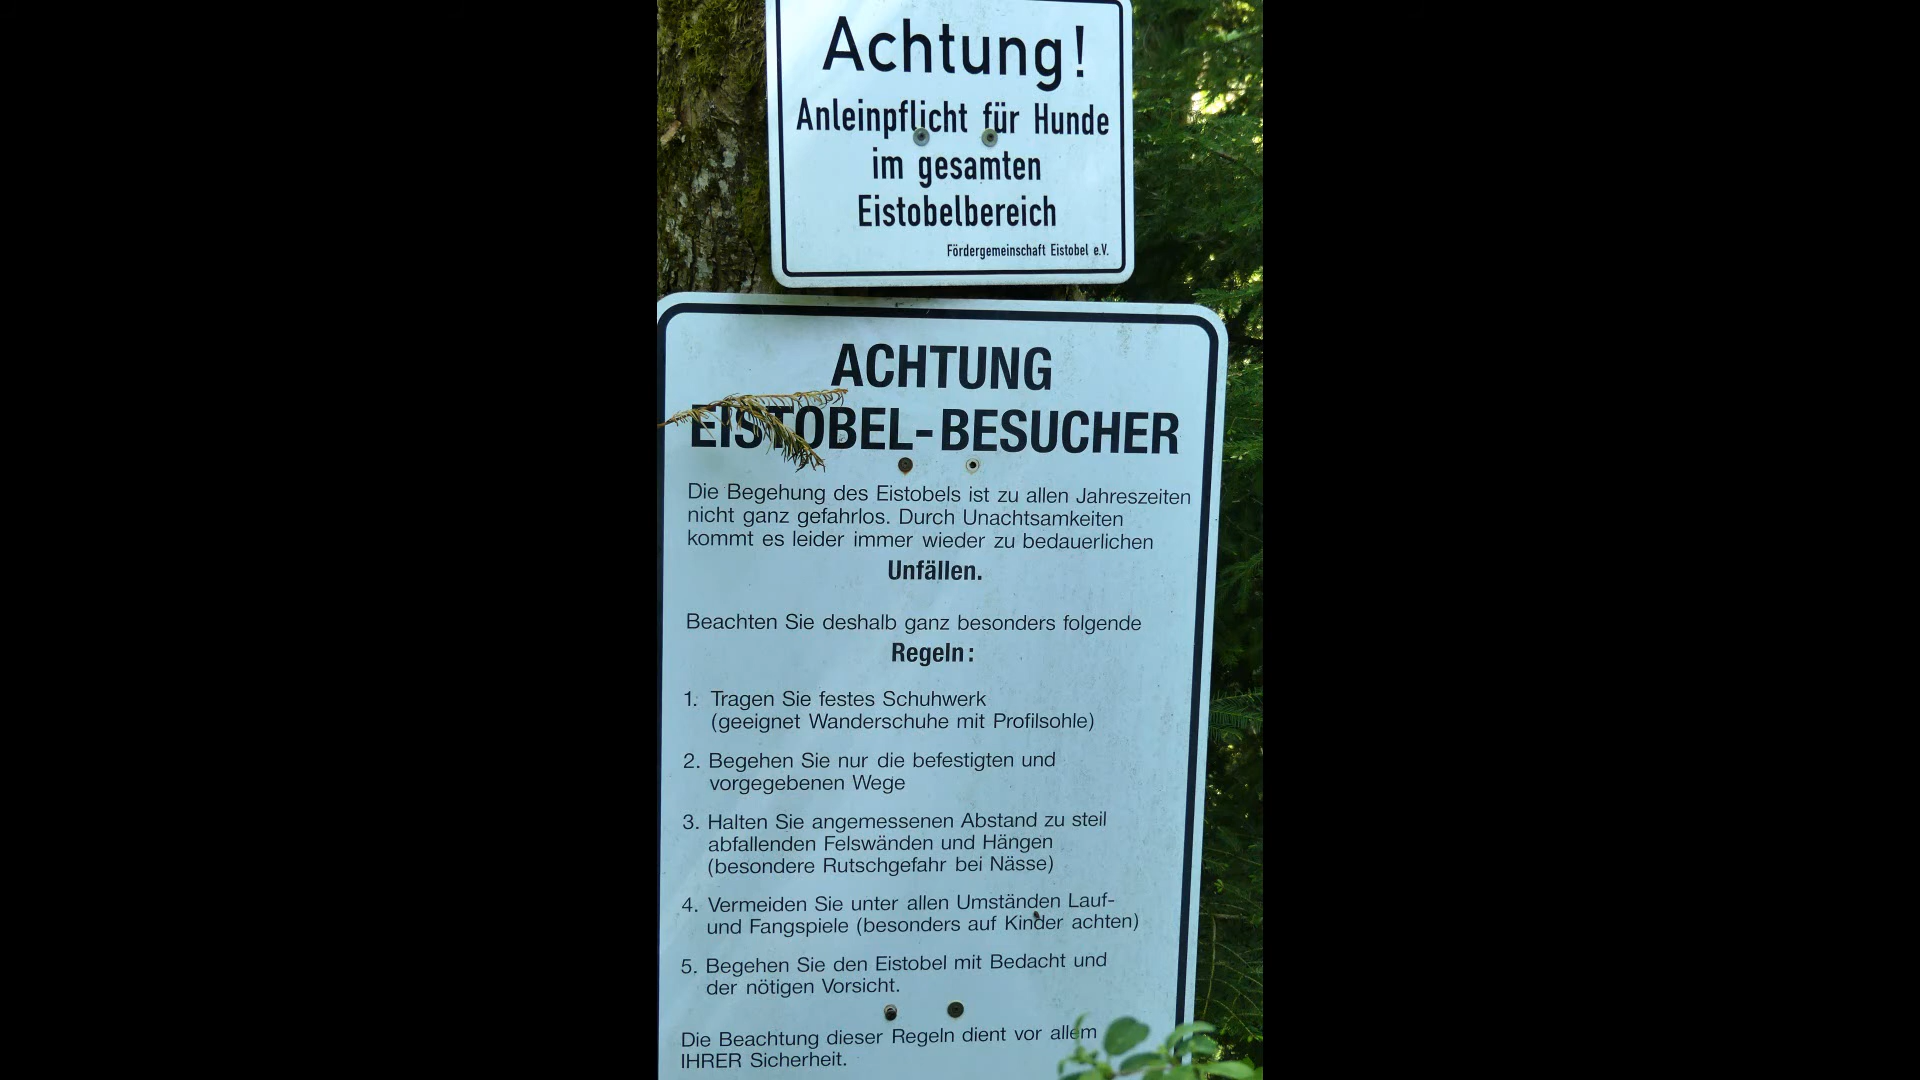 Achtung!
Anleinpflicht für Hunde
im gesamten
Eistobelbereich
Fördergemeinschaft Eistobel e.V.
ACHTUNG
EISTOBEL-BESUCHER
Die Begehung des Eistobels ist zu allen Jahreszeiten
nicht ganz gefahrlos. Durch Unachtsamkeiten
kommt es leider immer wieder zu bedauerlichen
Unfällen.
Beachten Sie deshalb ganz besonders folgende
Regeln:
1. Tragen Sie festes Schuhwerk
(geeignet Wanderschuhe mit Profilsohle)
2. Begehen Sie nur die befestigten und
vorgegebenen Wege
3. Halten Sie angemessenen Abstand zu steil
abfallenden Felswänden und Hängen
(besondere Rutschgefahr bei Nässe)
4. Vermeiden Sie unter allen Umständen Lauf-
und Fangspiele (besonders auf Kinder achten)
5. Begehen Sie den Eistobel mit Bedacht und
der nötigen Vorsicht.
Die Beachtung dieser Regeln dient vor allem
IHRER Sicherheit.